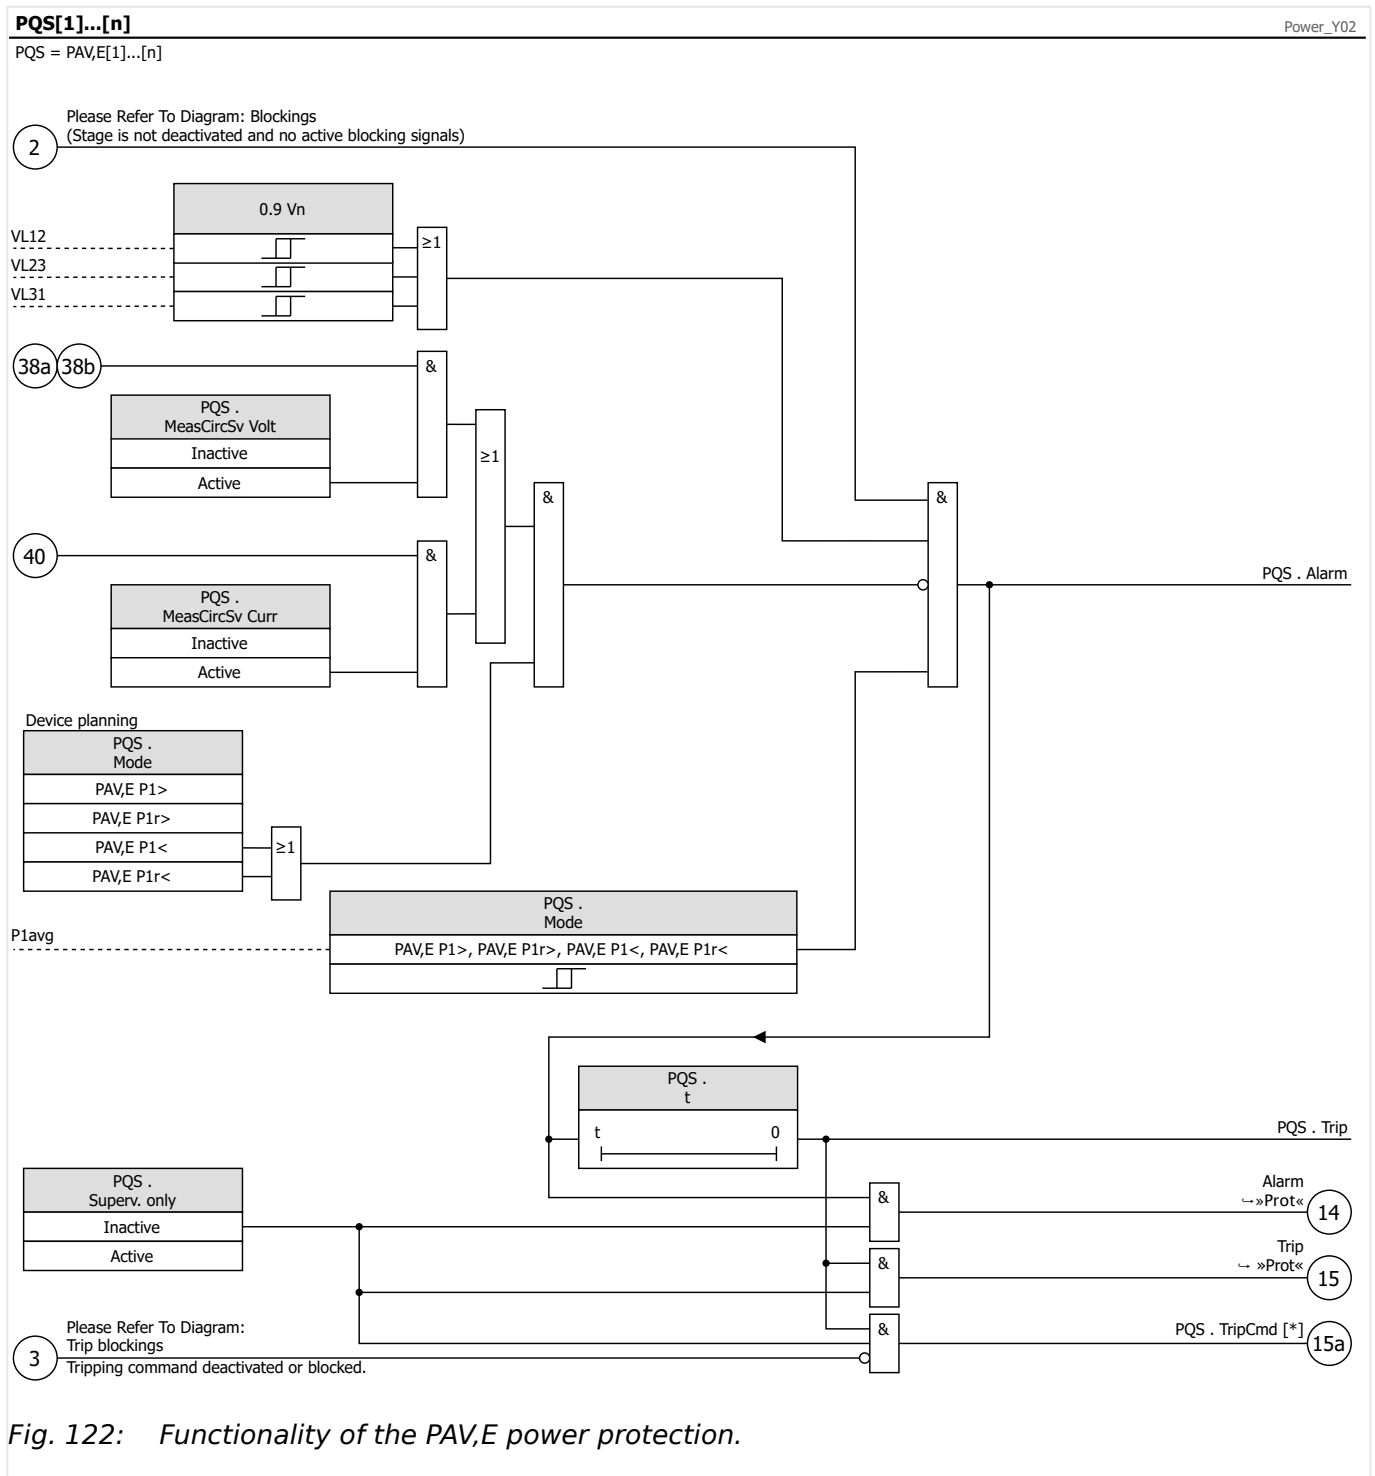 PQS[1]...[n]
Power_Y02
PQS = PAV,E[1]...[n]
Please Refer To Diagram: Blockings
(Stage is not deactivated and no active blocking signals)
2
0.9 Vn
VL12
VL23
VL31
≥1
38a
38b
&
PQS .
MeasCircSv Volt
Inactive
Active
≥1
&
&
40
&
PQS .
MeasCircSv Curr
Inactive
Active
PQS . Alarm
Device planning
PQS .
Mode
PAV,E P1>
PAV,E P1r>
PAV,E P1<
PAV,E P1r<
≥1
PQS .
Mode
P1avg
PAV,E P1>, PAV,E P1r>, PAV,E P1<, PAV,E P1r<
PQS .
t
t
0
PQS . Trip
PQS .
Superv. only
Inactive
Active
&
Alarm
↪»Prot«
14
&
Trip
↪ »Prot«
15
Please Refer To Diagram:
Trip blockings
3
Tripping command deactivated or blocked.
&
PQS . TripCmd [*]
15a
Fig. 122: Functionality of the PAV,E power protection.